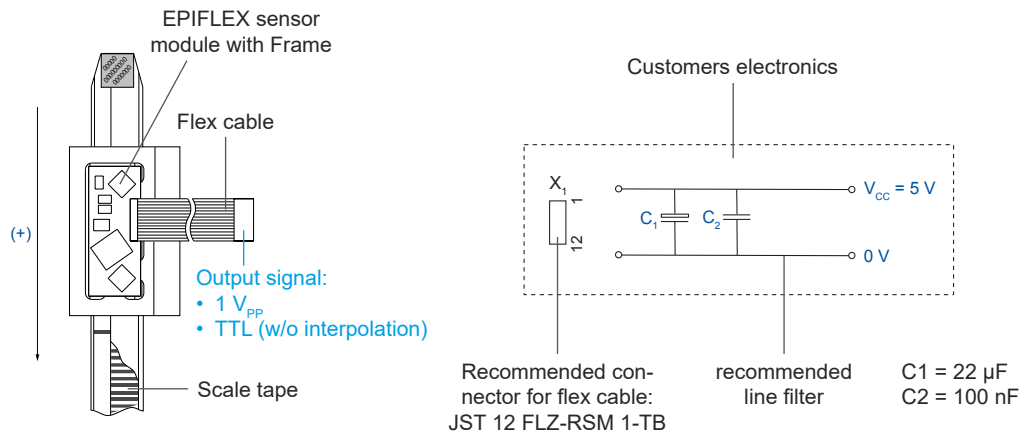 EPIFLEX sensor
module with Frame
Flex cable
(+)
Output signal:
• 1 VPP
• TTL (w/o interpolation)
Scale tape
Customers electronics
X1
1
12
C1
C2
VCC = 5 V
0 V
Recommended con-
nector for flex cable:
JST 12 FLZ-RSM 1-TB
recommended
line filter
C1 = 22 µF
C2 = 100 nF